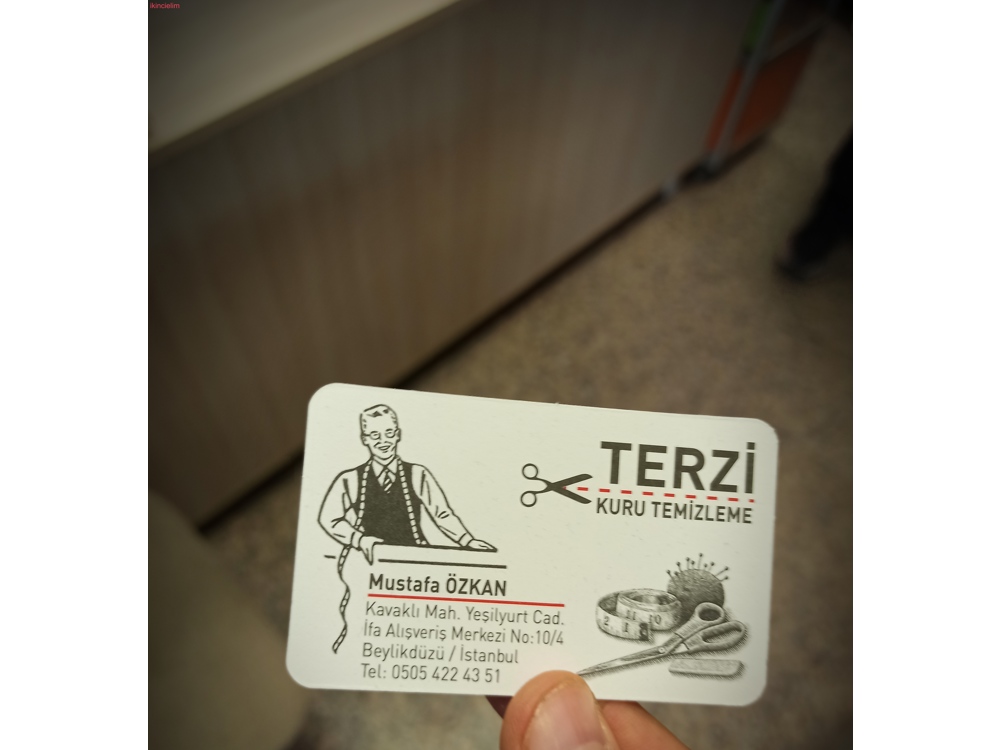 ikincielim
TERZİ
KURU TEMİZLEME
Mustafa ÖZKAN
Kavaklı Mah. Yeşilyurt Cad.
İfa Alışveriş Merkezi No:10/4
Beylikdüzü / İstanbul
Tel: 0505 422 43 51